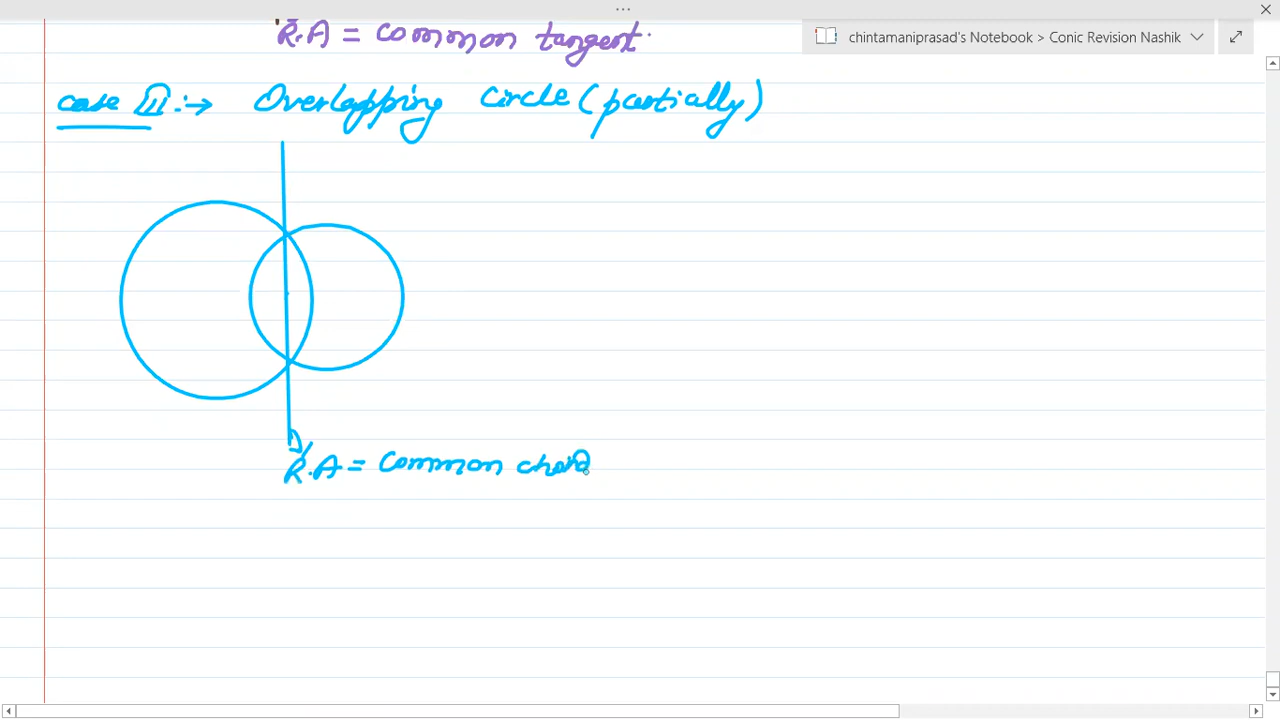 R.A = common tangent.
chintamaniprasad's Notebook > Conic Revision Nashik
case III :→ Overlapping circle (partially)
R.A = Common chord